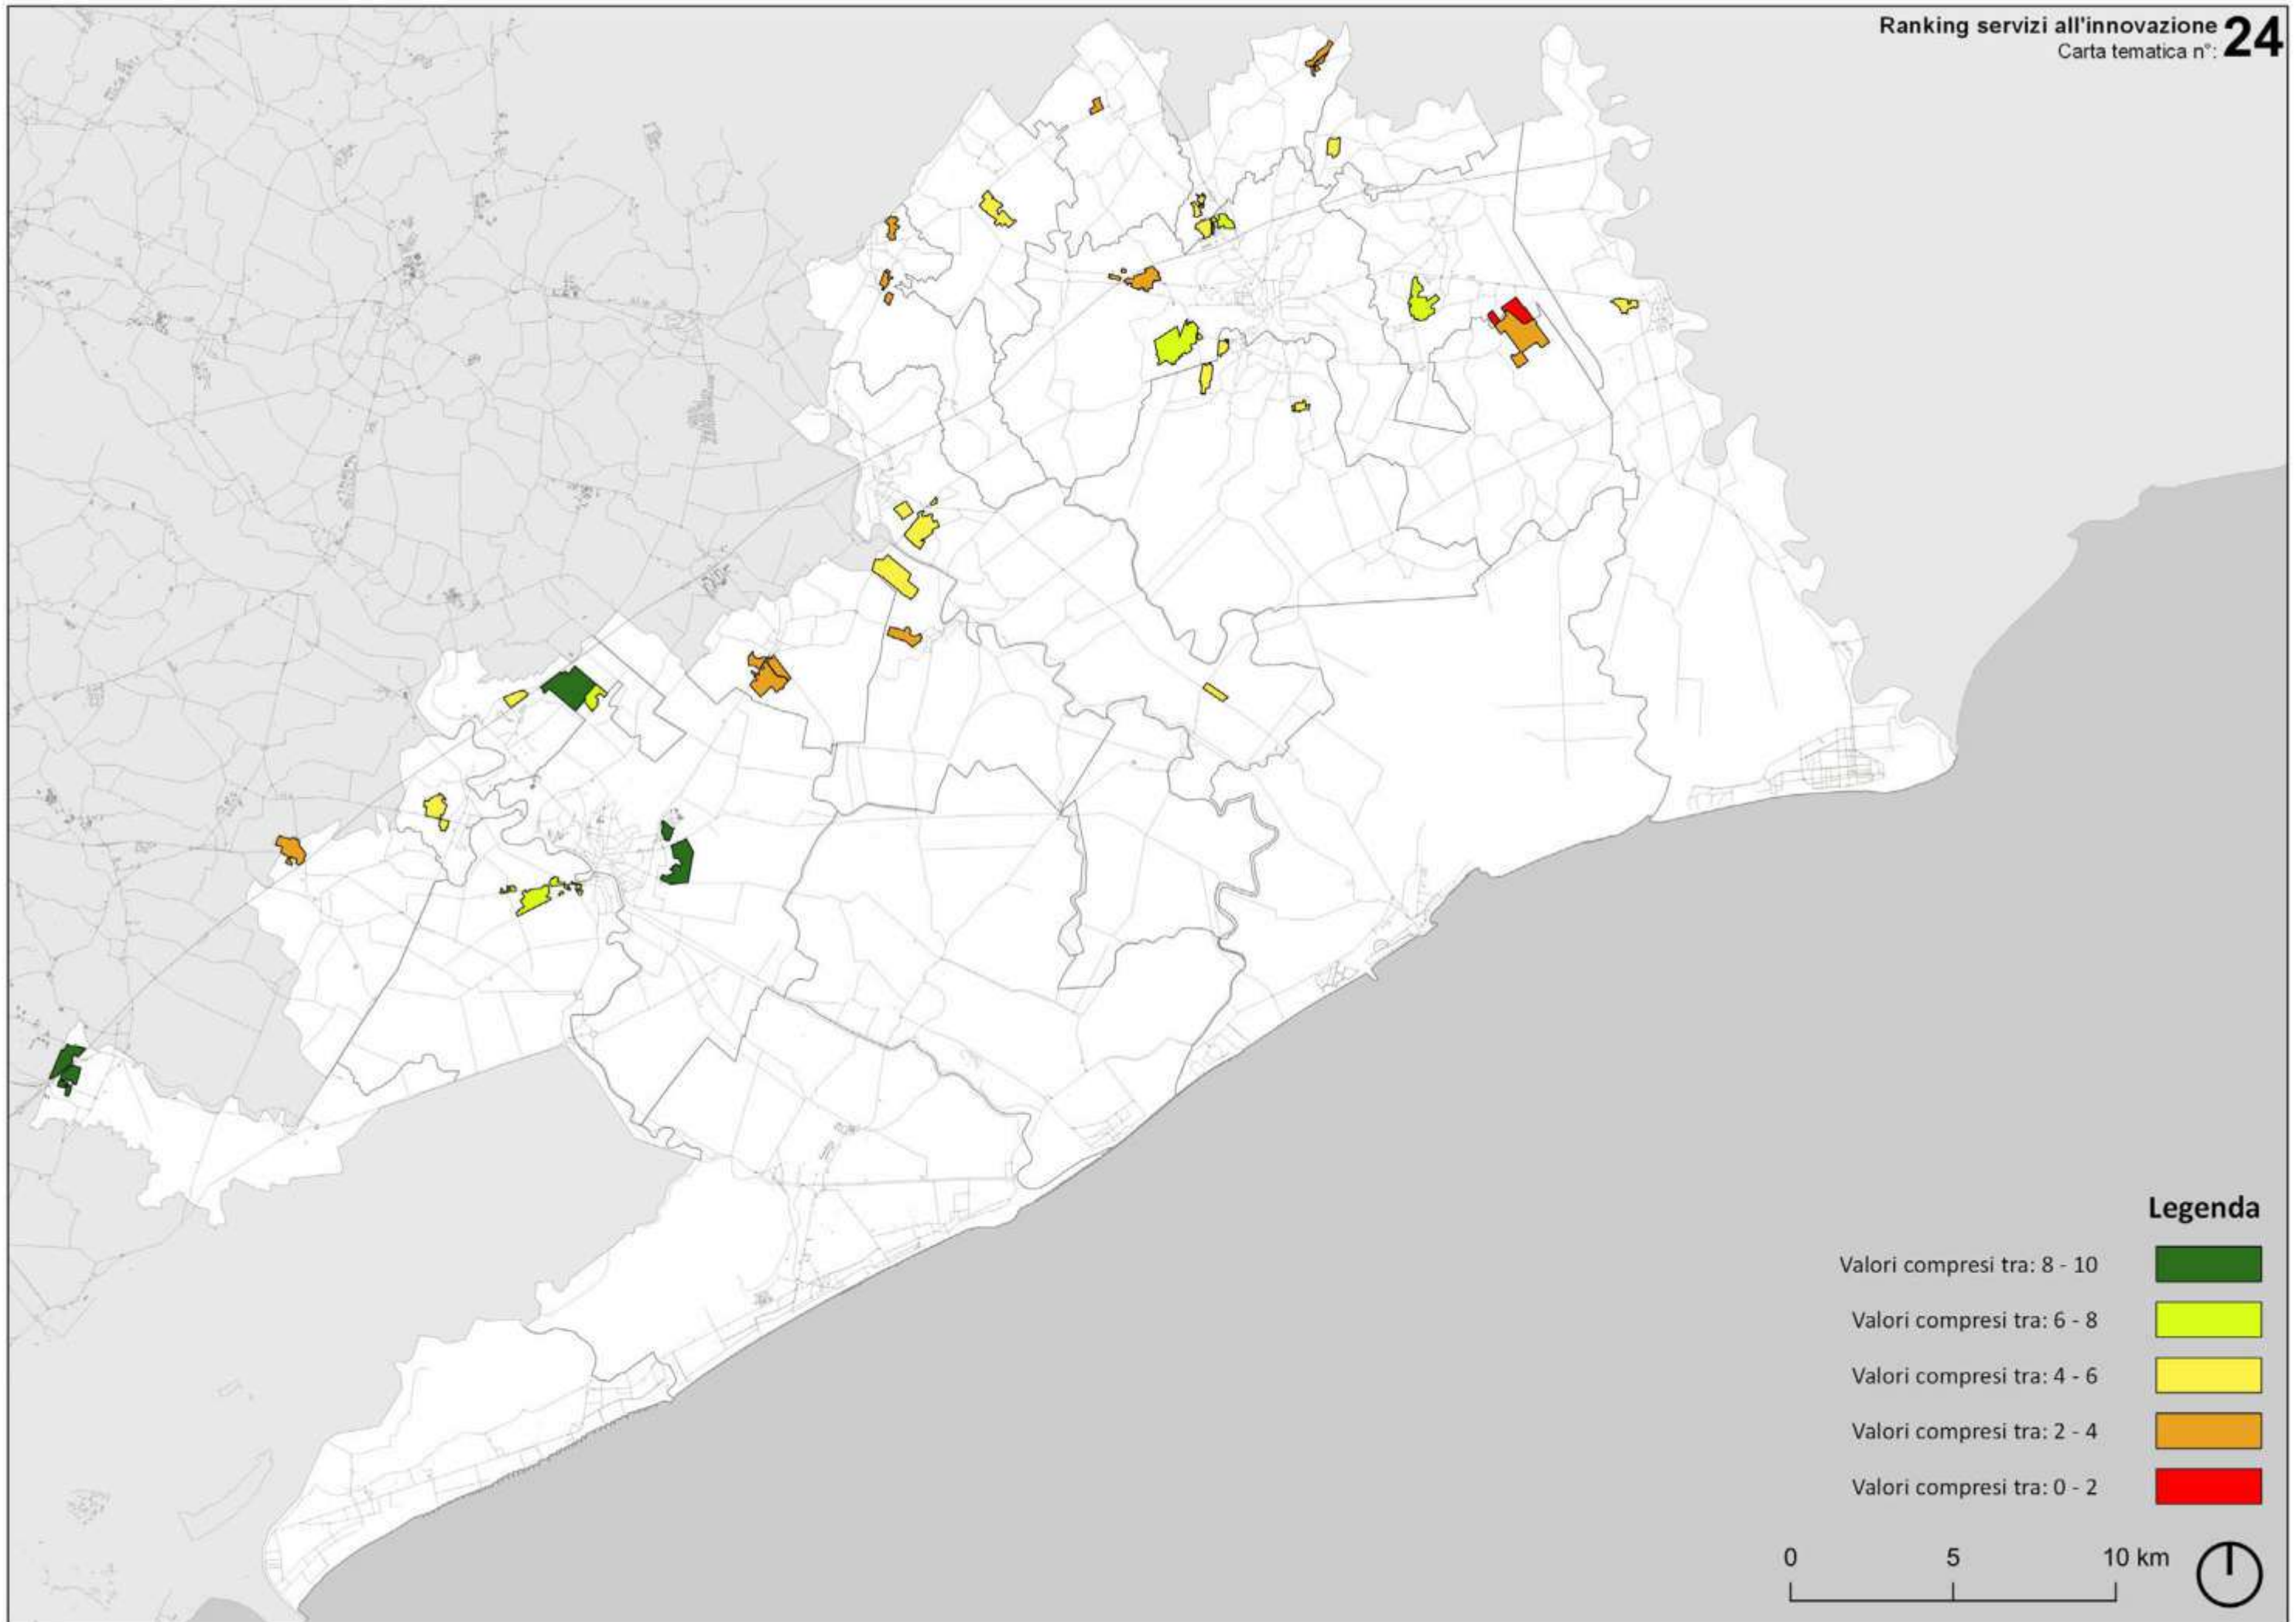 Ranking servizi all'innovazione 24
Carta tematica n°:
Legenda
Valori compresi tra: 8 - 10
Valori compresi tra: 6 - 8
Valori compresi tra: 4 - 6
Valori compresi tra: 2 - 4
Valori compresi tra: 0 - 2
0 5 10 km